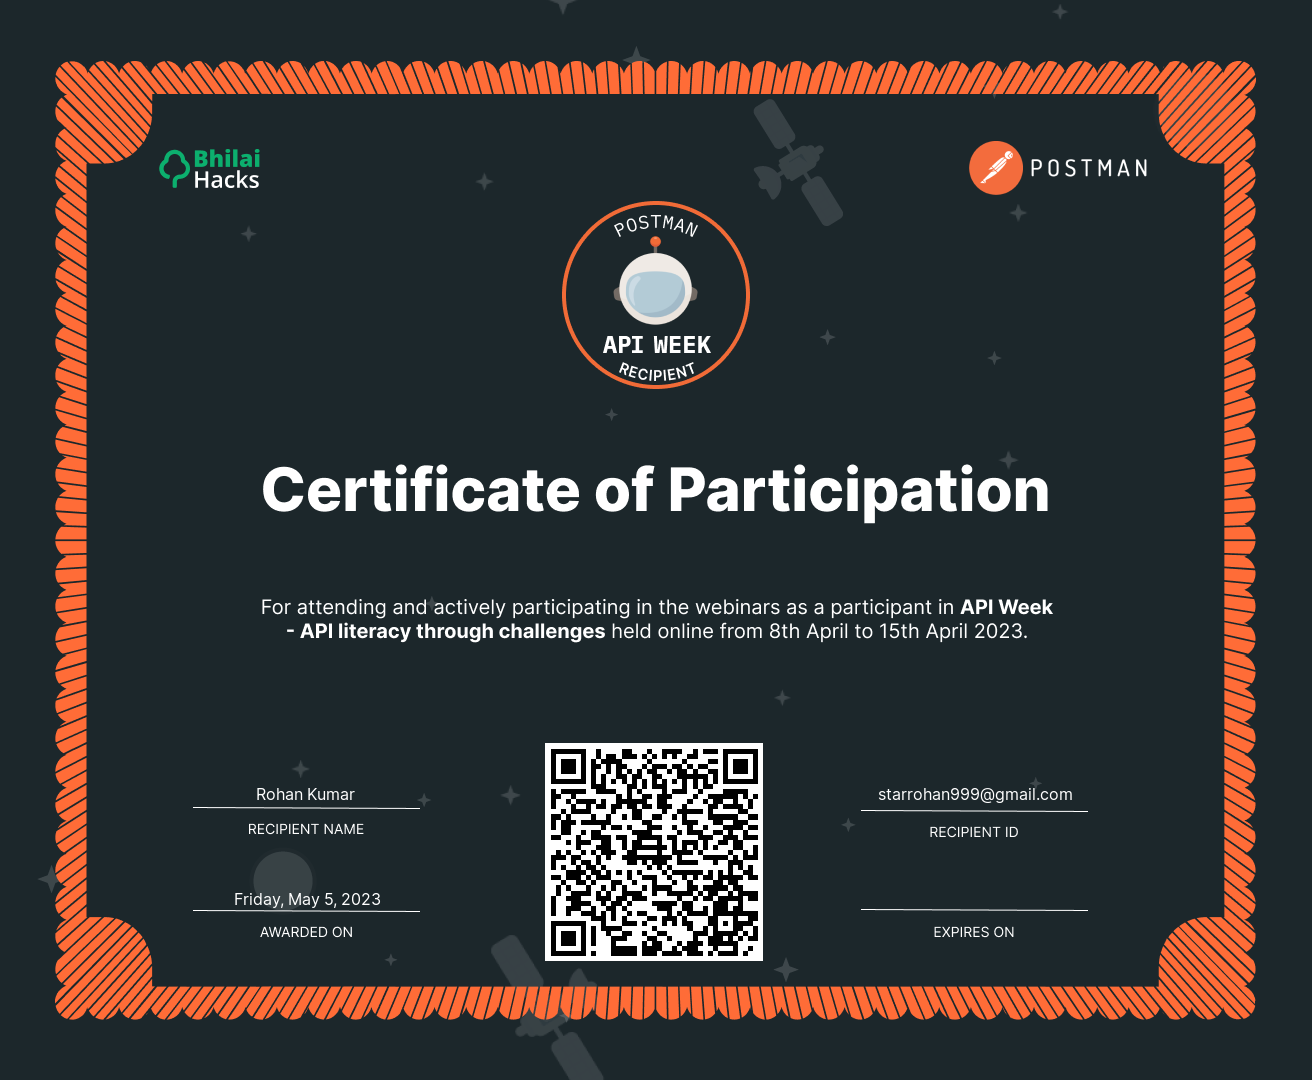 Bhilai
Hacks
POSTMAN
POSTMAN
API WEEK
RECIPIENT
Certificate of Participation
For attending and actively participating in the webinars as a participant in API Week
- API literacy through challenges held online from 8th April to 15th April 2023.
Rohan Kumar
RECIPIENT NAME
starrohan999@gmail.com
RECIPIENT ID
Friday, May 5, 2023
AWARDED ON
EXPIRES ON